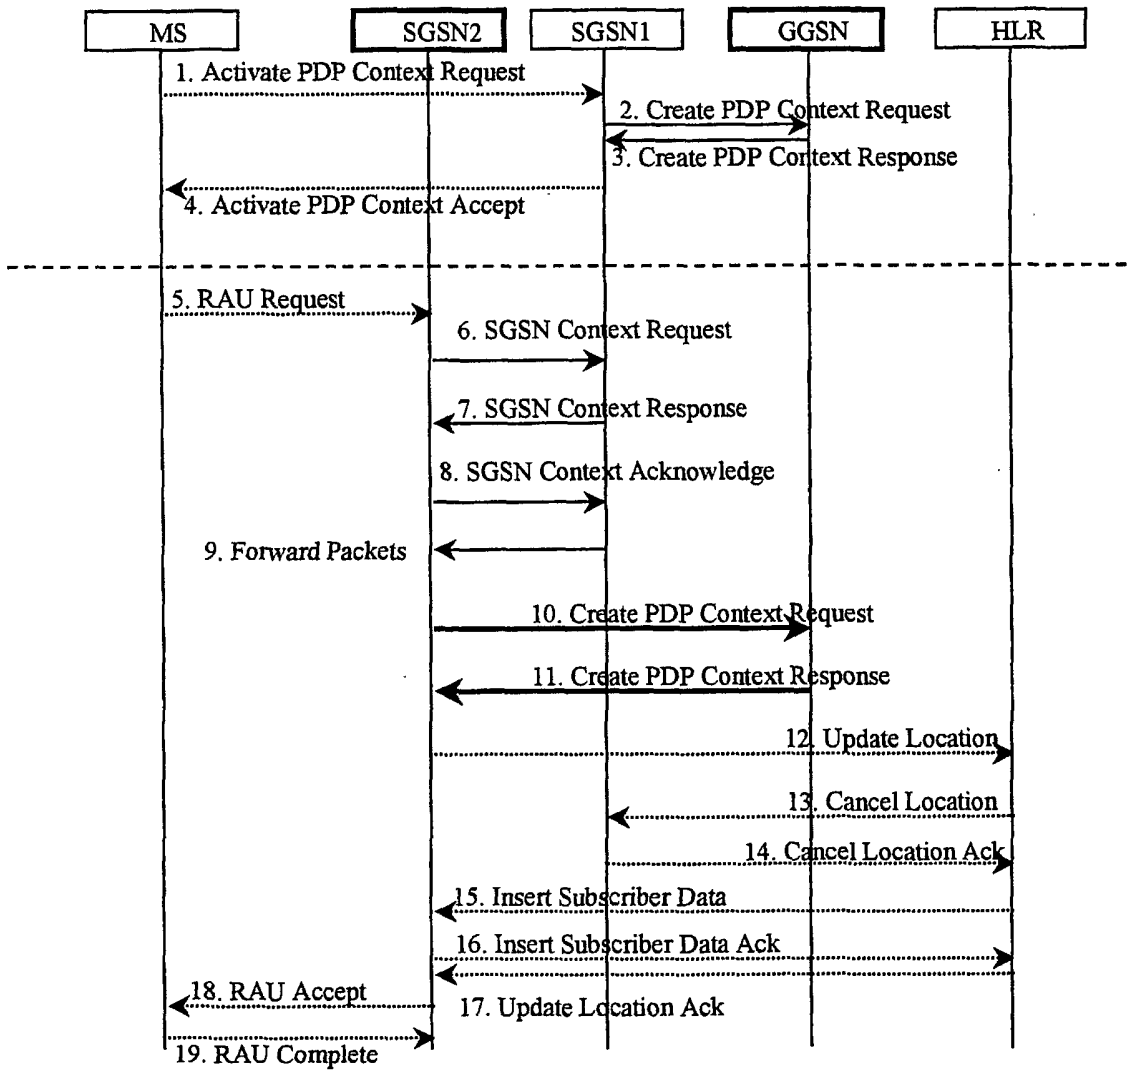 MS
SGSN2
SGSN1
GGSN
HLR
1. Activate PDP Context Request
2. Create PDP Context Request
3. Create PDP Context Response
4. Activate PDP Context Accept
5. RAU Request
6. SGSN Context Request
7. SGSN Context Response
8. SGSN Context Acknowledge
9. Forward Packets
10. Create PDP Context Request
11. Create PDP Context Response
12. Update Location
13. Cancel Location
14. Cancel Location Ack
15. Insert Subscriber Data
16. Insert Subscriber Data Ack
18. RAU Accept
17. Update Location Ack
19. RAU Complete